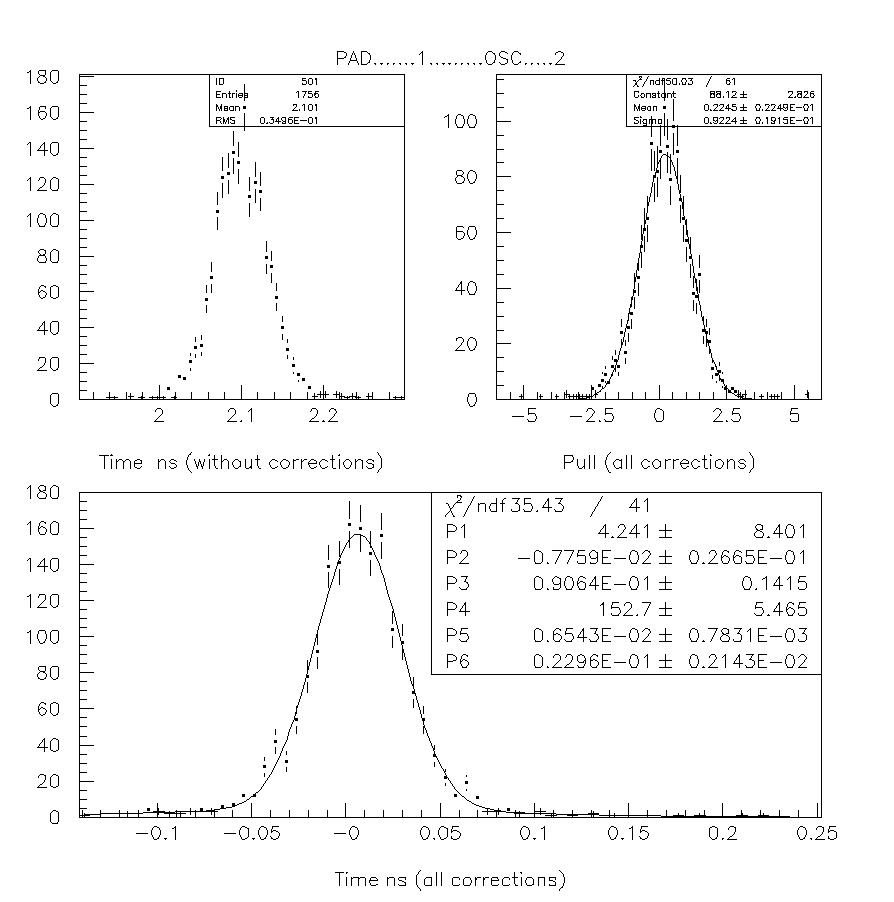 PAD.......1.........OSC.....2
ID 501
Entries 1756
Mean 2.101
RMS 0.3496E-01
180
160
140
120
100
80
60
40
20
0
2 2.1 2.2
Time ns (without corrections)
χ²/ndf 50.03 / 61
Constant 88.12 ± 2.826
Mean 0.2245 ± 0.2249E-01
Sigma 0.9224 ± 0.1915E-01
100
80
60
40
20
0
−5 −2.5 0 2.5 5
Pull (all corrections)
χ²/ndf 35.43 / 41
P1 4.241 ± 8.401
P2 −0.7759E−02 ± 0.2665E−01
P3 0.9064E−01 ± 0.1415
P4 152.7 ± 5.465
P5 0.6543E−02 ± 0.7831E−03
P6 0.2296E−01 ± 0.2143E−02
180
160
140
120
100
80
60
40
20
0
−0.1 −0.05 −0 0.05 0.1 0.15 0.2 0.25
Time ns (all corrections)